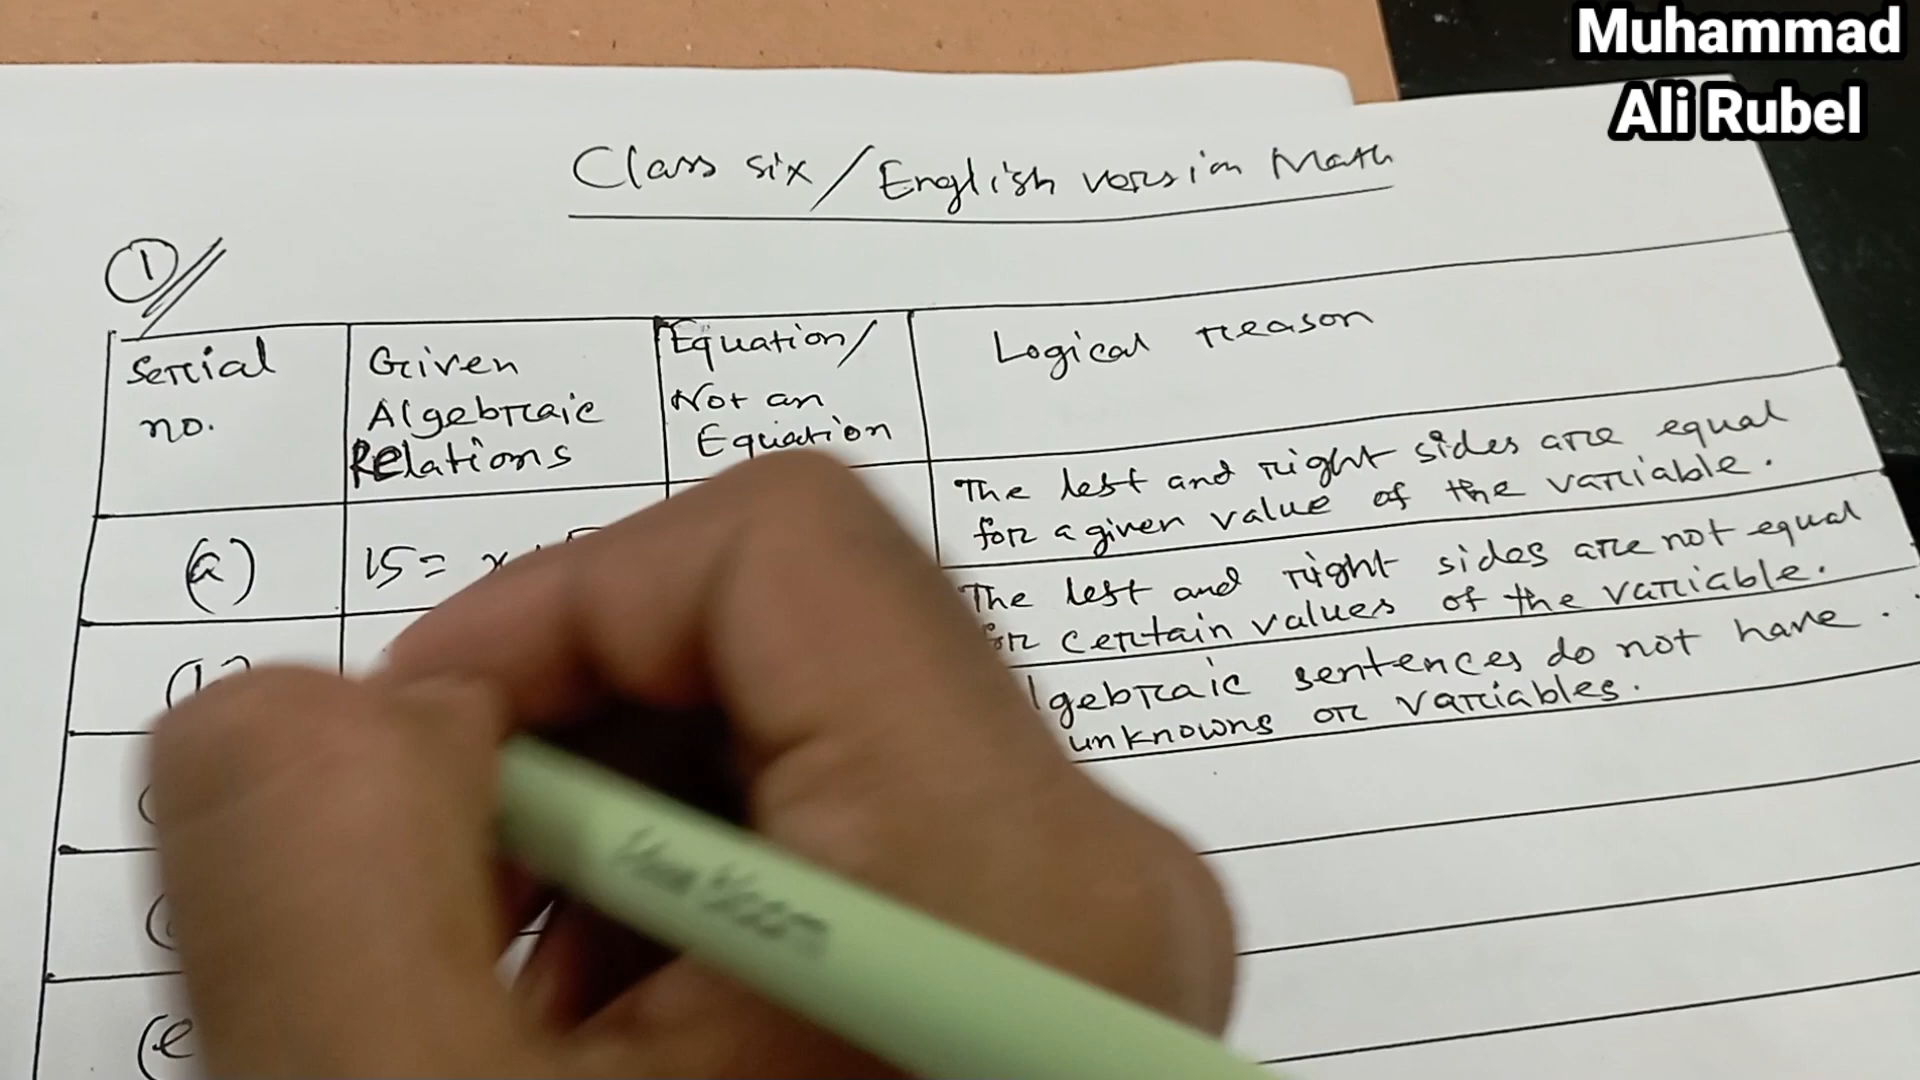 Muhammad
Ali Rubel
Class six/English version Math
1
Serial
no.
Given
Algebraic
Relations
Equation/
Not an
Equation
Logical reason
(a)
15 = x +
The left and right sides are equal
for a given value of the variable.
The left and right sides are not equal
for certain values of the variable.
lgebraic sentences do not have
unknowns or variables.
(e